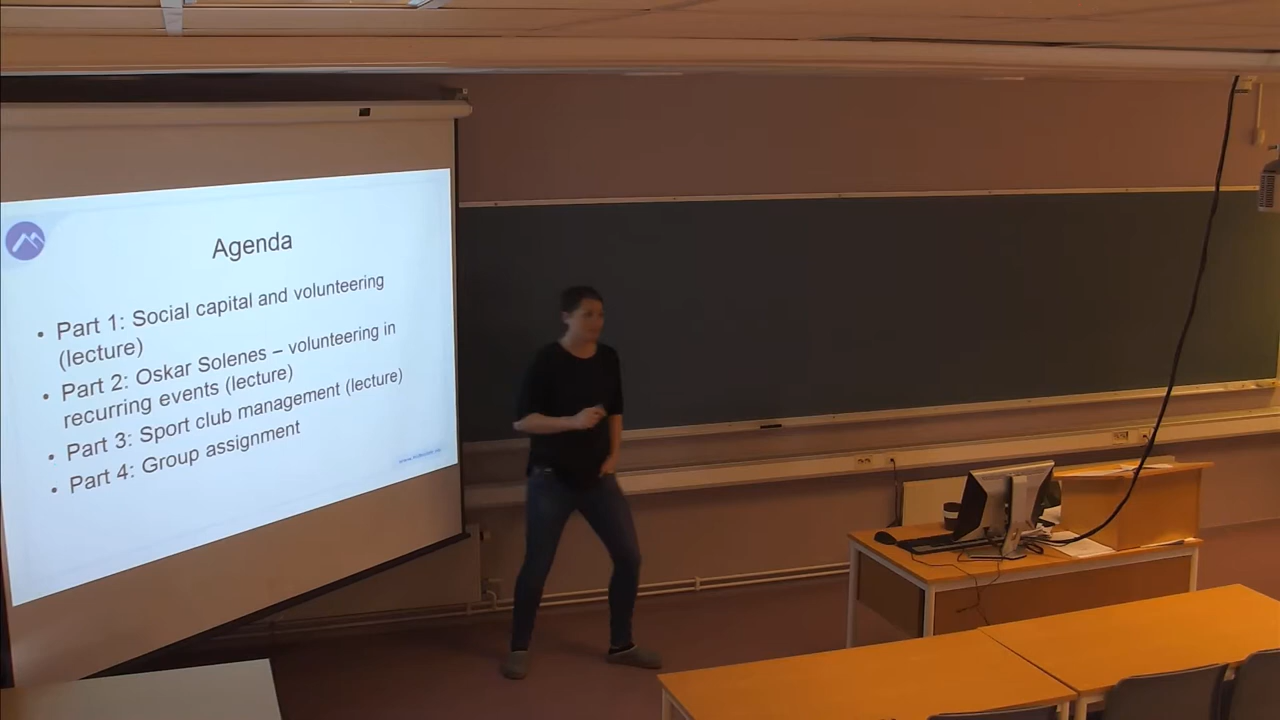 Agenda
• Part 1: Social capital and volunteering
(lecture)
• Part 2: Oskar Solenes – volunteering in
recurring events (lecture)
• Part 3: Sport club management (lecture)
• Part 4: Group assignment